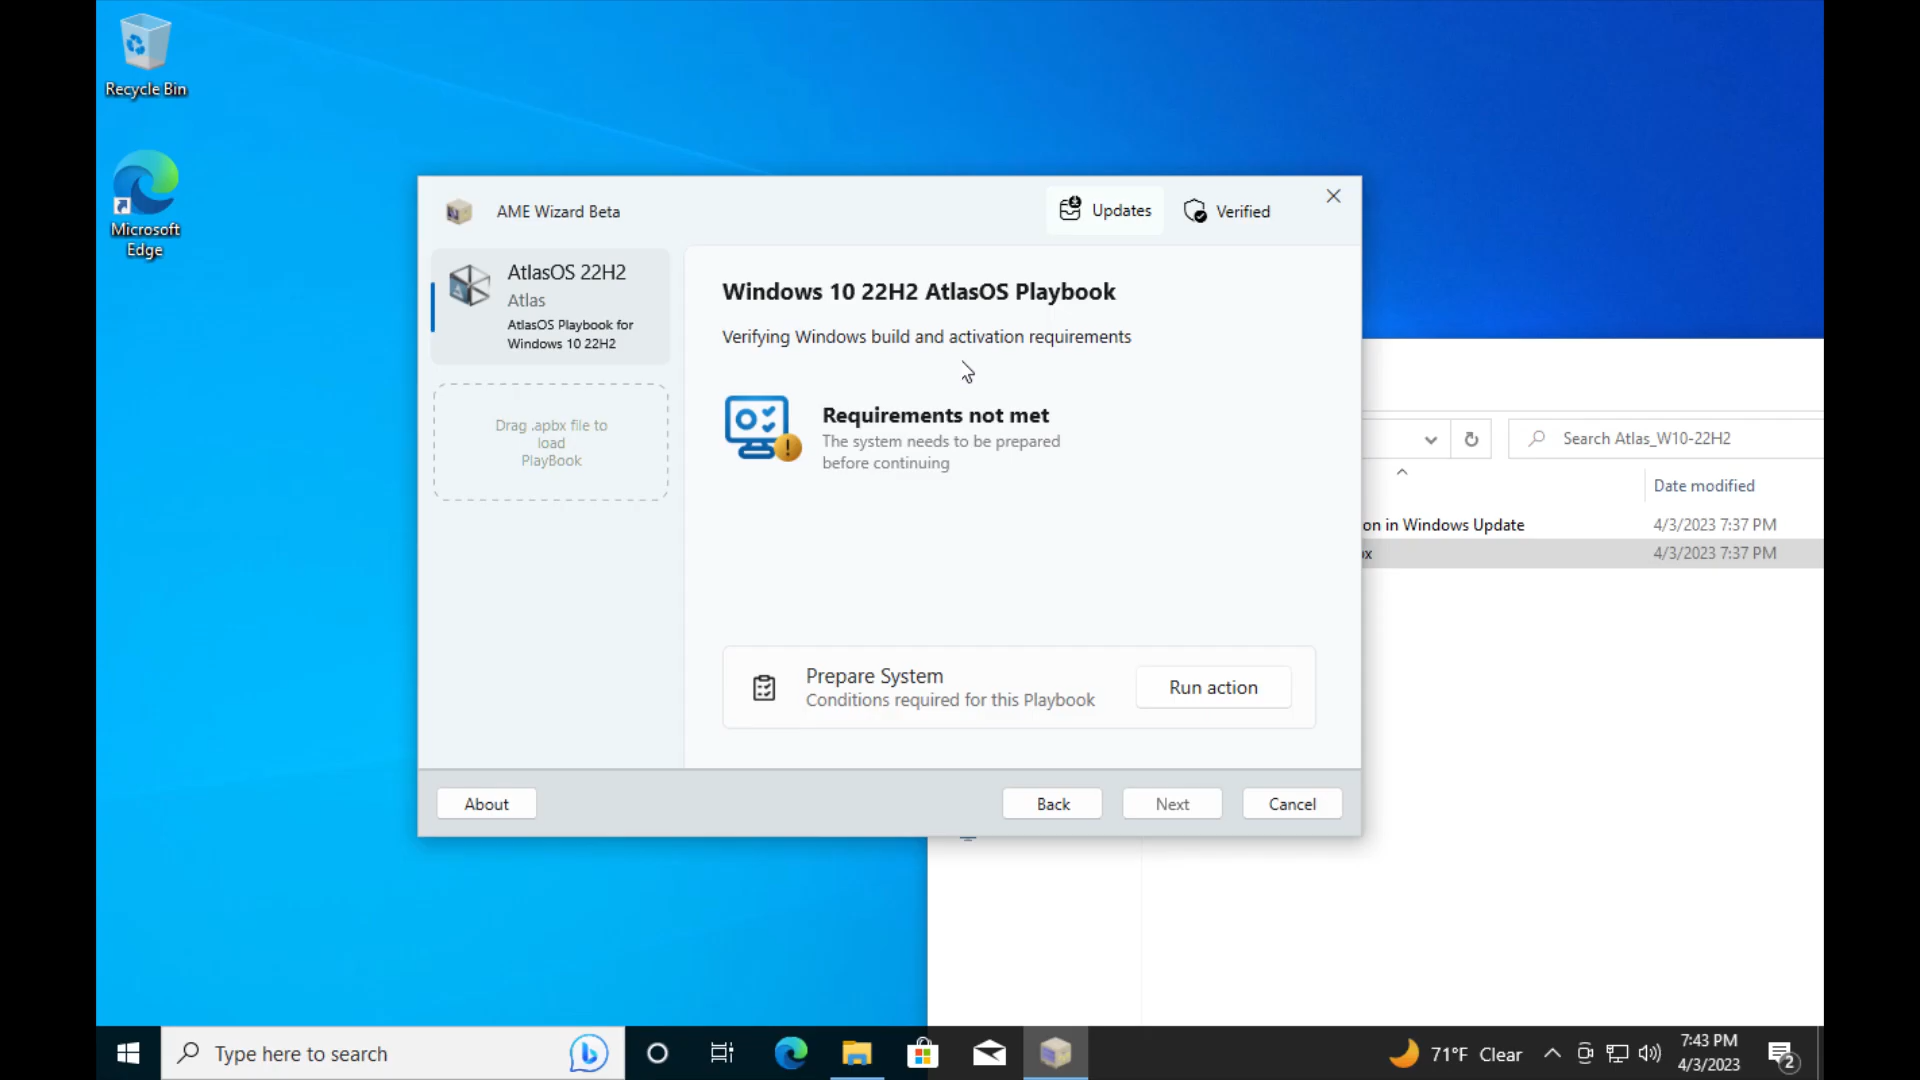 Recycle Bin
Microsoft
Edge
AME Wizard Beta
Updates
Verified
AtlasOS 22H2
Atlas
AtlasOS Playbook for
Windows 10 22H2
Drag .apbx file to
load
PlayBook
Windows 10 22H2 AtlasOS Playbook
Verifying Windows build and activation requirements
Requirements not met
The system needs to be prepared
before continuing
Prepare System
Conditions required for this Playbook
Run action
About
Back
Next
Cancel
Search Atlas_W10-22H2
Date modified
on in Windows Update
4/3/2023 7:37 PM
4/3/2023 7:37 PM
Type here to search
71°F Clear
7:43 PM
4/3/2023
2